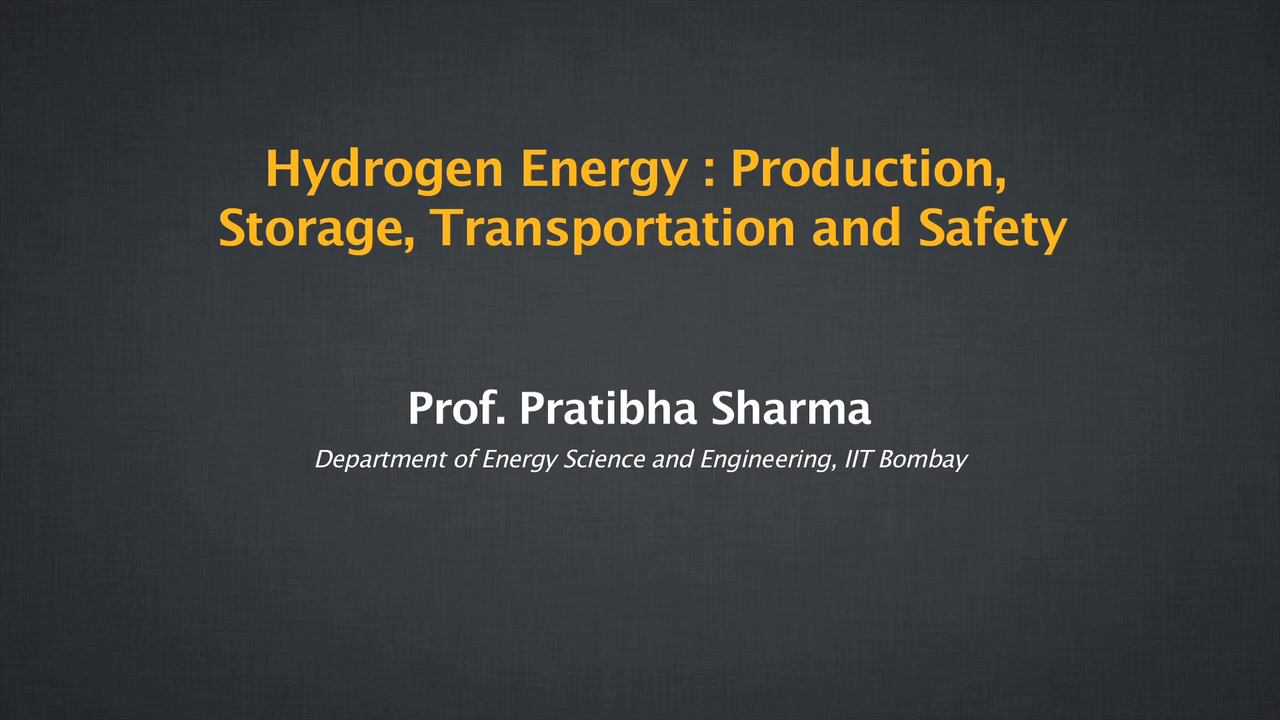 Hydrogen Energy : Production,
Storage, Transportation and Safety
Prof. Pratibha Sharma
Department of Energy Science and Engineering, IIT Bombay